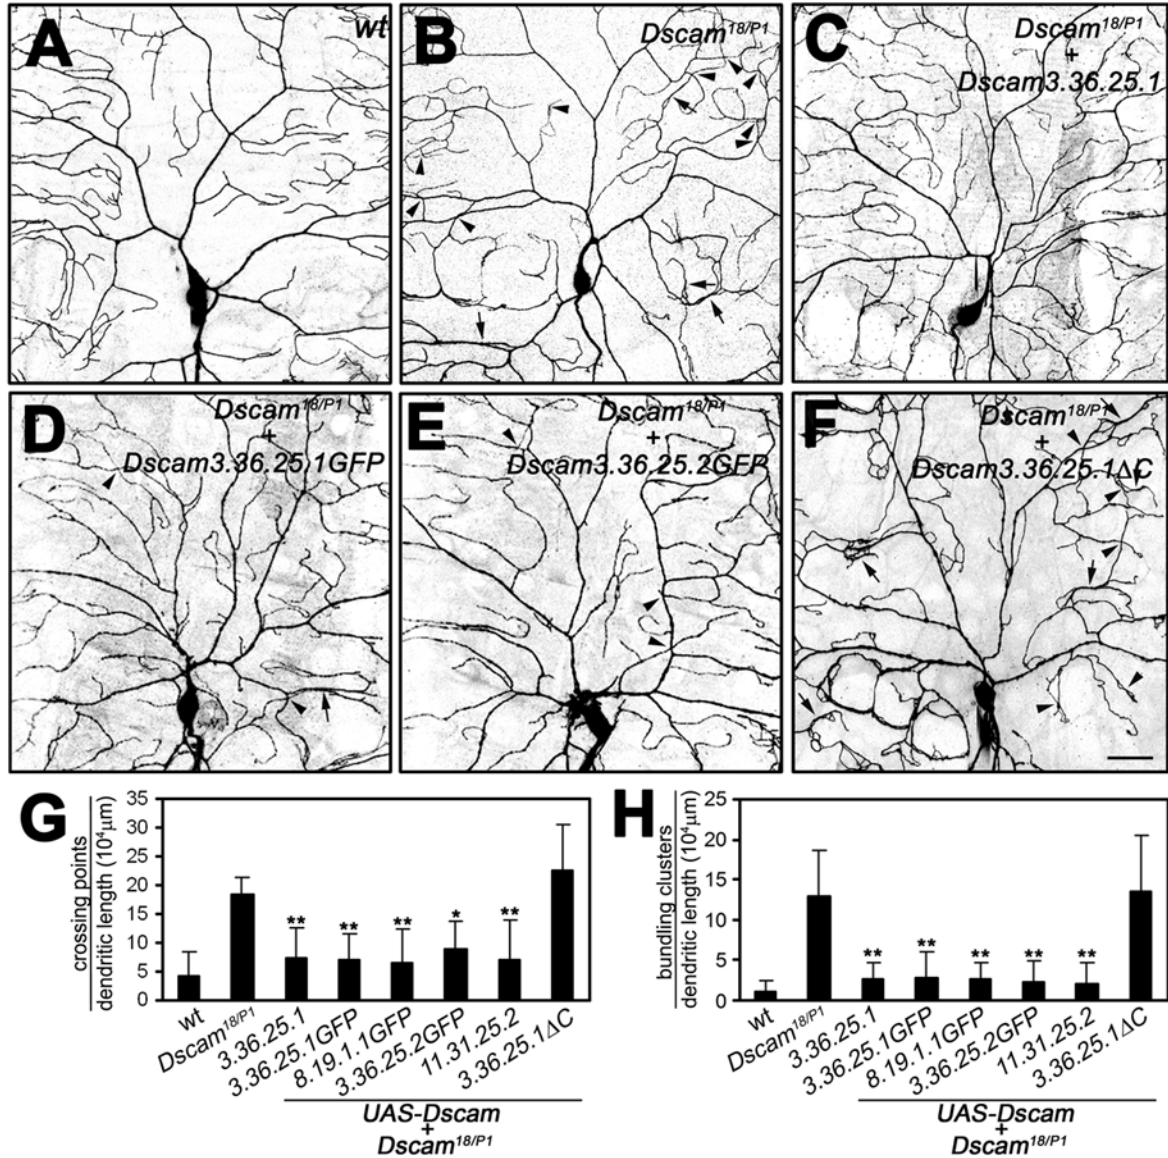 A
wt
B
Dscam18/P1
C
Dscam18/P1
+
Dscam3.36.25.1
D
Dscam18/P1
+
Dscam3.36.25.1GFP
E
Dscam18/P1
+
Dscam3.36.25.2GFP
F
Dscam18/P1
+
Dscam3.36.25.1ΔC
G
crossing points
dendritic length (10⁴μm)
35
30
25
20
15
10
5
0
wt
Dscam18/P1
3.36.25.1
3.36.25.1GFP
8.19.1.1GFP
3.36.25.2GFP
11.31.25.2
3.36.25.1ΔC
**
**
**
*
**
UAS-Dscam
+
Dscam18/P1
H
bundling clusters
dendritic length (10⁴μm)
25
20
15
10
5
0
wt
Dscam18/P1
3.36.25.1
3.36.25.1GFP
8.19.1.1GFP
3.36.25.2GFP
11.31.25.2
3.36.25.1ΔC
**
**
**
**
**
UAS-Dscam
+
Dscam18/P1